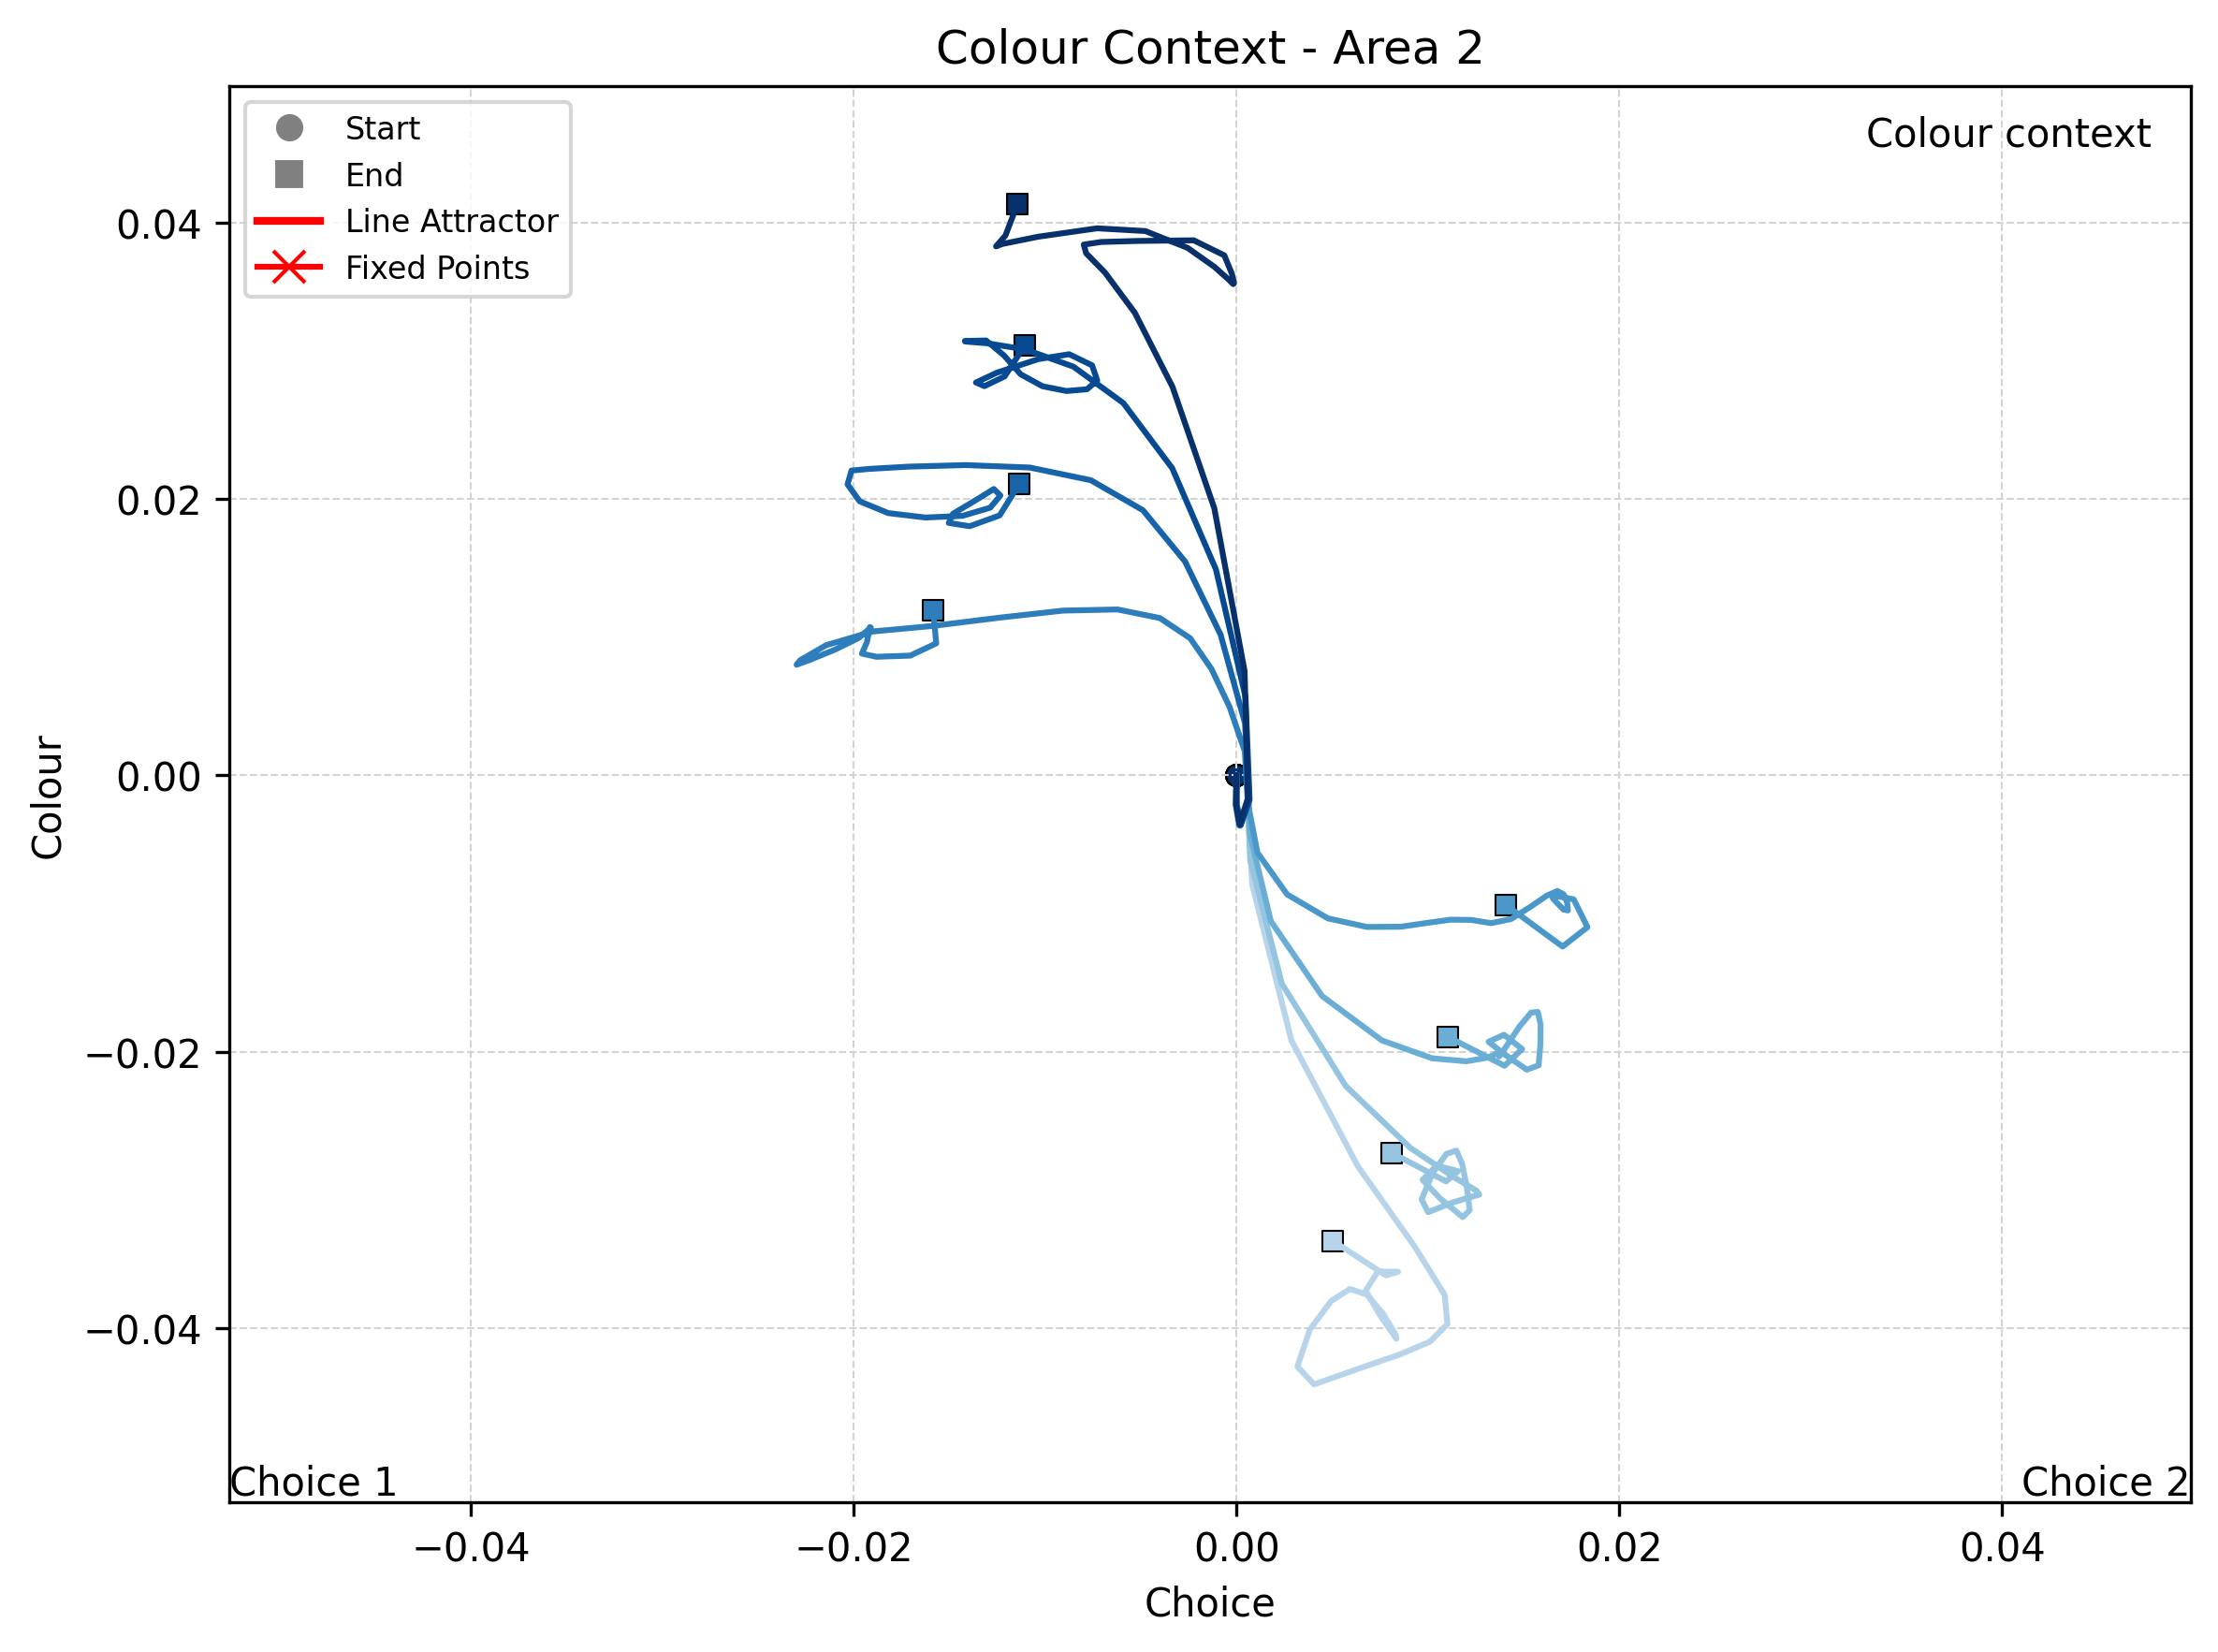 Colour Context - Area 2
Start
End
Line Attractor
Fixed Points
Colour context
0.04
0.02
0.00
−0.02
−0.04
Colour
Choice 1
Choice 2
−0.04
−0.02
0.00
0.02
0.04
Choice